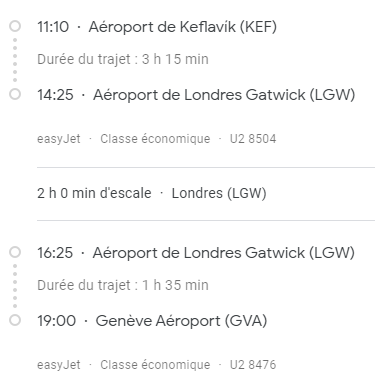 11:10 · Aéroport de Keflavík (KEF)
Durée du trajet : 3 h 15 min
14:25 · Aéroport de Londres Gatwick (LGW)
easyJet · Classe économique · U2 8504
2 h 0 min d'escale · Londres (LGW)
16:25 · Aéroport de Londres Gatwick (LGW)
Durée du trajet : 1 h 35 min
19:00 · Genève Aéroport (GVA)
easyJet · Classe économique · U2 8476